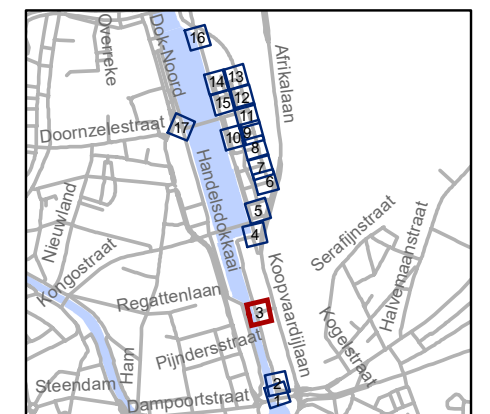 Overreke
Dok-Noord
16
Afrikalaan
14
13
15
12
11
Doornzelestraat
17
10
9
8
7
6
Handelsdokkaai
Nieuwland
5
4
Serafijnstraat
Halvemaanstraat
Kongostraat
Koopvaardijlaan
Regattenlaan
3
Kogelstraat
Pijndersstraat
Ham
Steendam
2
1
Dampoortstraat